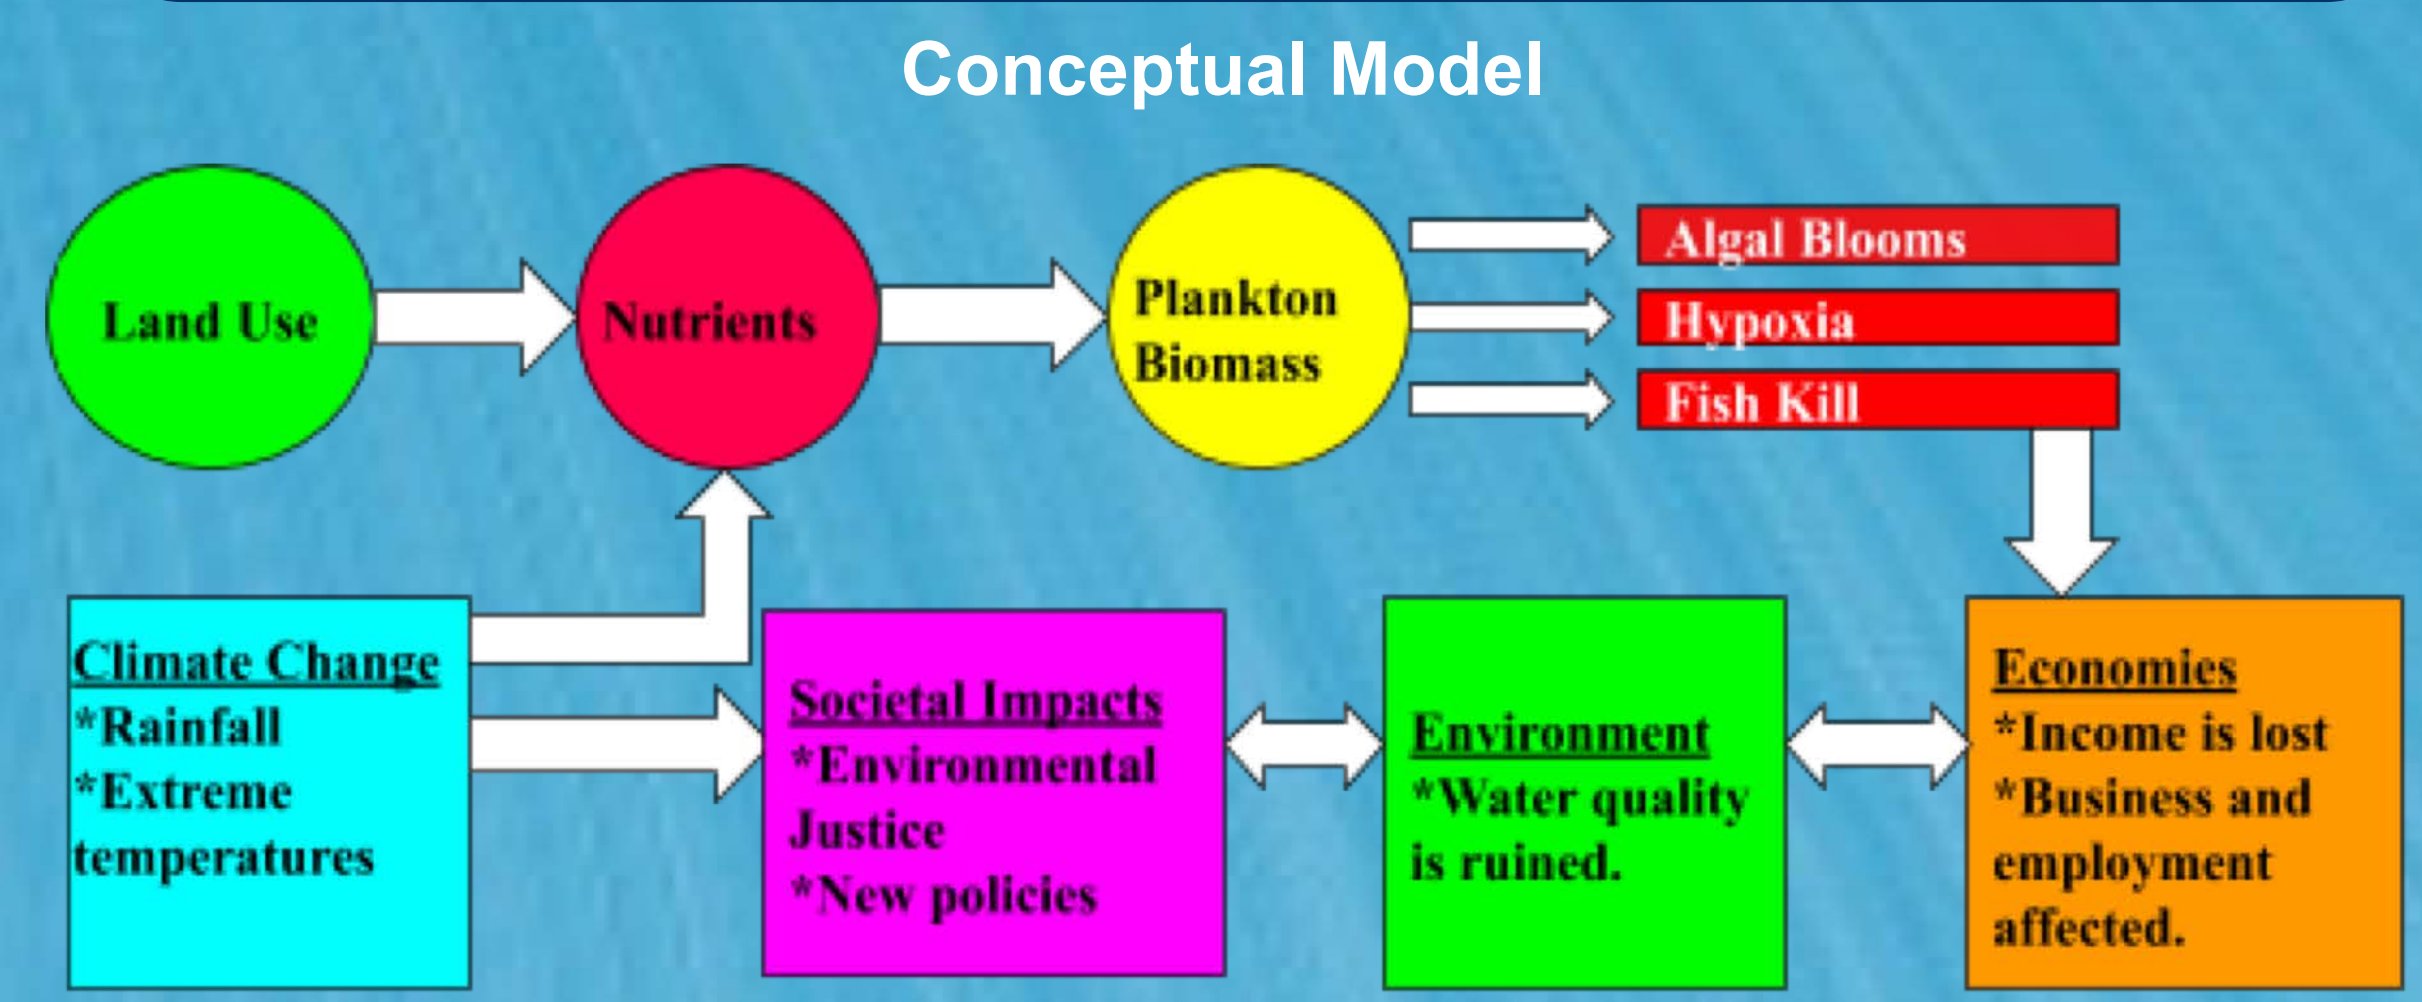 Conceptual Model
Land Use
Nutrients
Plankton
Biomass
Algal Blooms
Hypoxia
Fish Kill
Climate Change
*Rainfall
*Extreme
temperatures
Societal Impacts
*Environmental
Justice
*New policies
Environment
*Water quality
is ruined.
Economies
*Income is lost
*Business and
employment
affected.